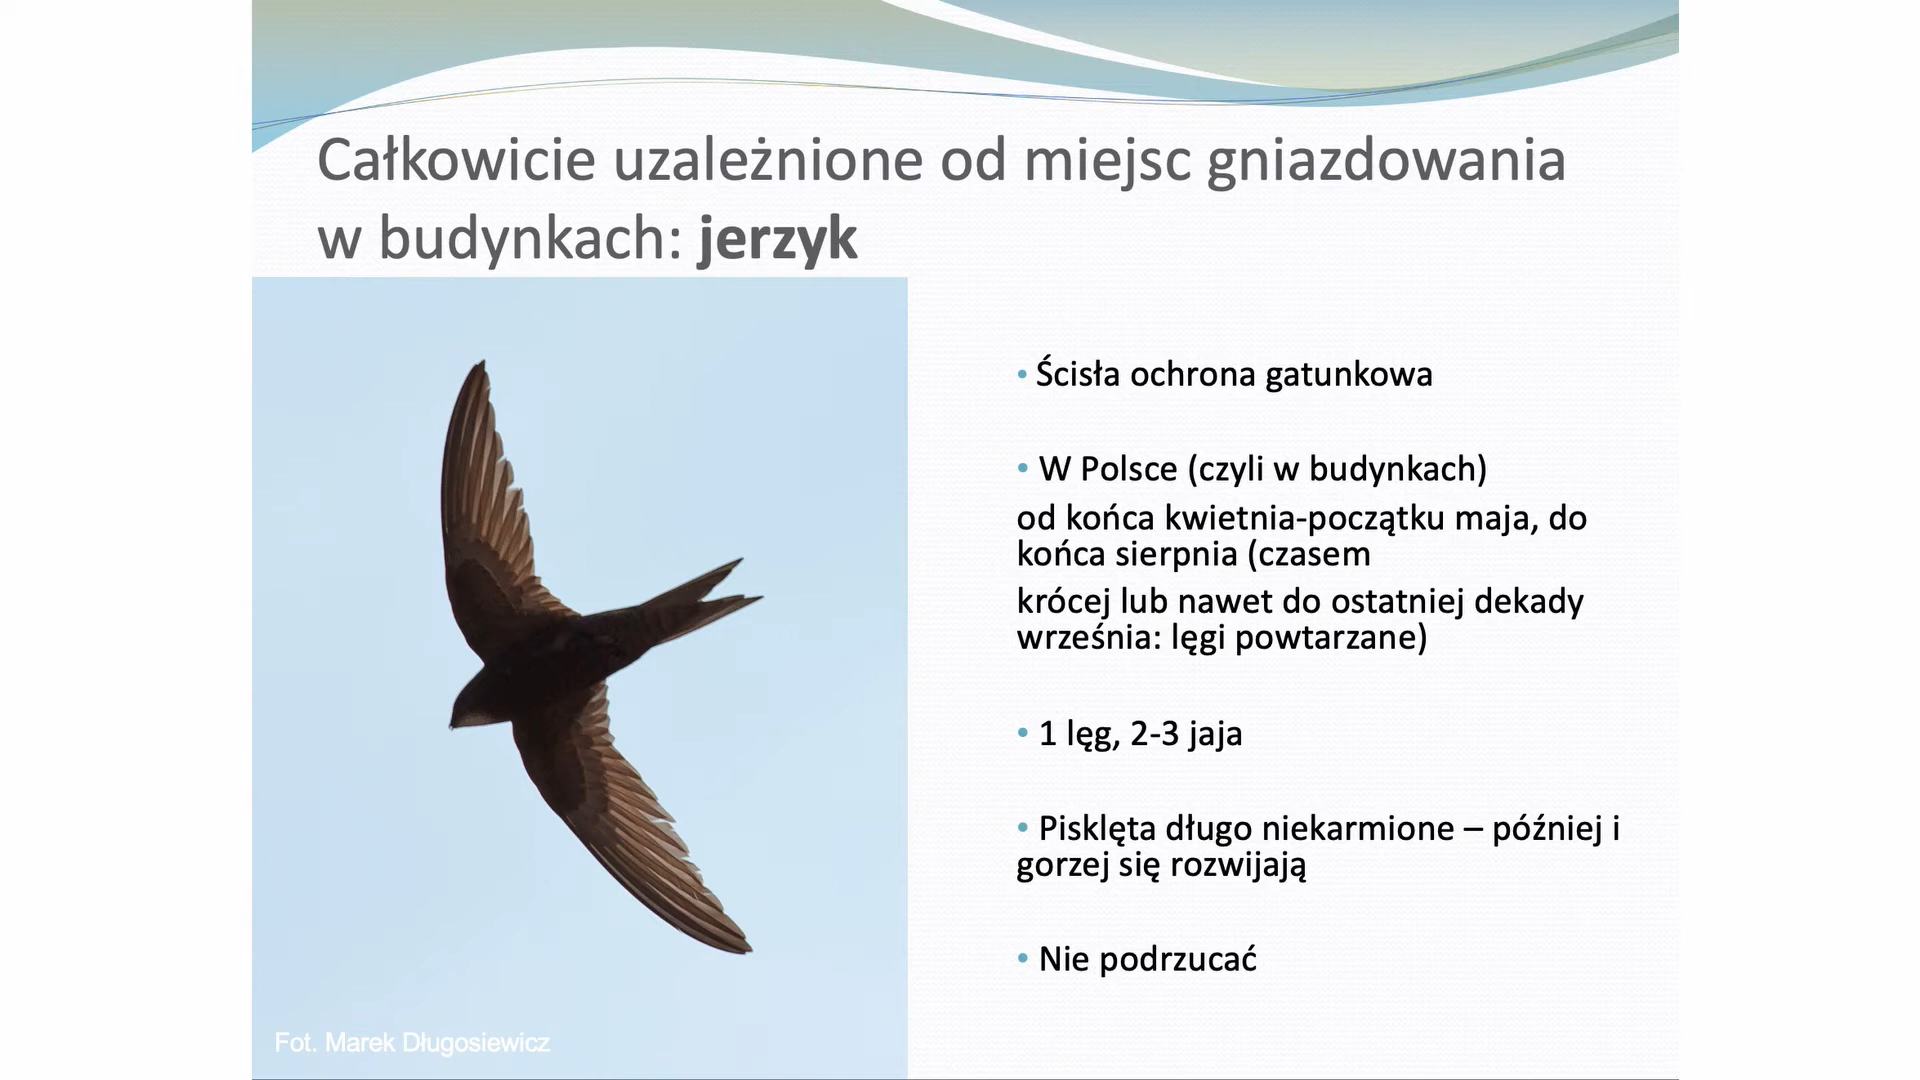 Całkowicie uzależnione od miejsc gniazdowania
w budynkach: jerzyk
• Ścisła ochrona gatunkowa
• W Polsce (czyli w budynkach)
od końca kwietnia-początku maja, do
końca sierpnia (czasem
krócej lub nawet do ostatniej dekady
września: lęgi powtarzane)
• 1 lęg, 2-3 jaja
• Pisklęta długo niekarmione – później i
gorzej się rozwijają
• Nie podrzucać
Fot. Marek Długosiewicz